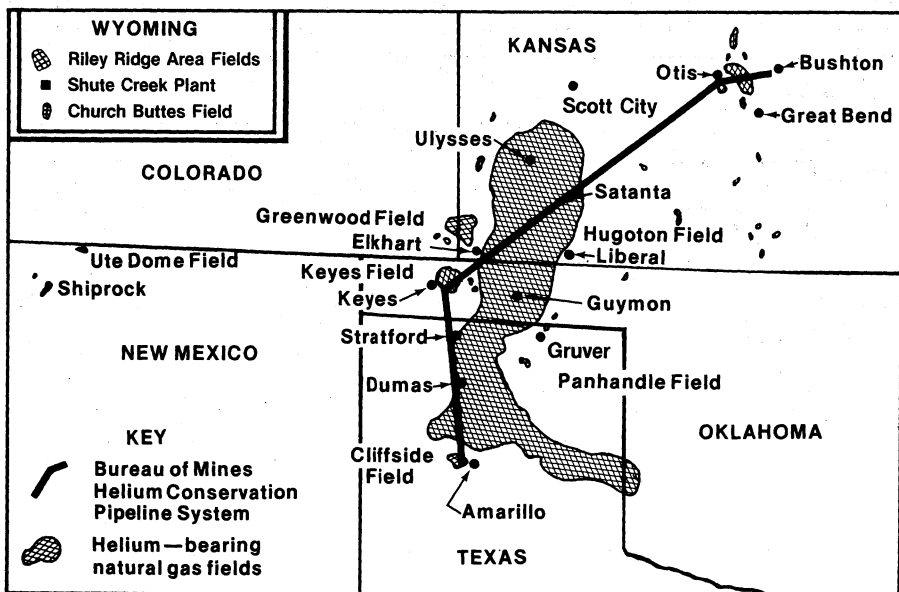 WYOMING
Riley Ridge Area Fields
Shute Creek Plant
Church Buttes Field
KANSAS
Otis
Bushton
Scott City
Great Bend
Ulysses
COLORADO
Satanta
Greenwood Field
Elkhart
Hugoton Field
Liberal
Ute Dome Field
Keyes Field
Shiprock
Keyes
Guymon
Stratford
Gruver
NEW MEXICO
Dumas
Panhandle Field
OKLAHOMA
KEY
Bureau of Mines
Helium Conservation
Pipeline System
Cliffside
Field
Amarillo
Helium—bearing
natural gas fields
TEXAS